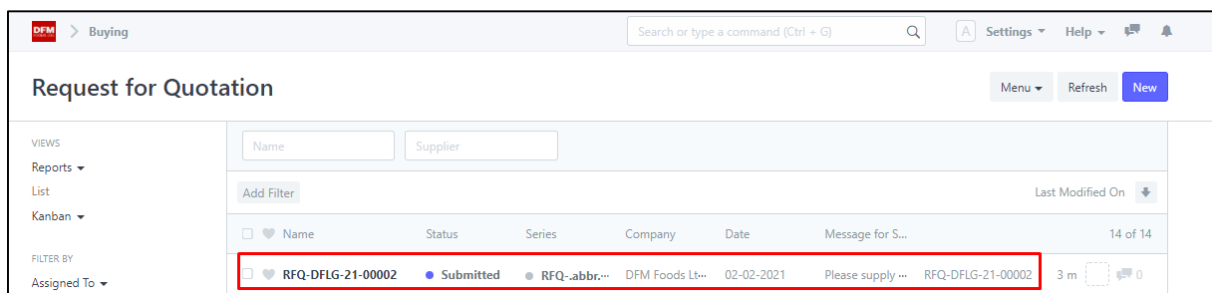 DFM > Buying Search or type a command (Ctrl + G) A Settings Help
Request for Quotation Menu Refresh New
VIEWS
Name Supplier
Reports
List Add Filter Last Modified On
Kanban
Name Status Series Company Date Message for S... 14 of 14
FILTER BY
RFQ-DFLG-21-00002 Submitted RFQ-.abbr.... DFM Foods Lt... 02-02-2021 Please supply ... RFQ-DFLG-21-00002 3 m 0
Assigned To